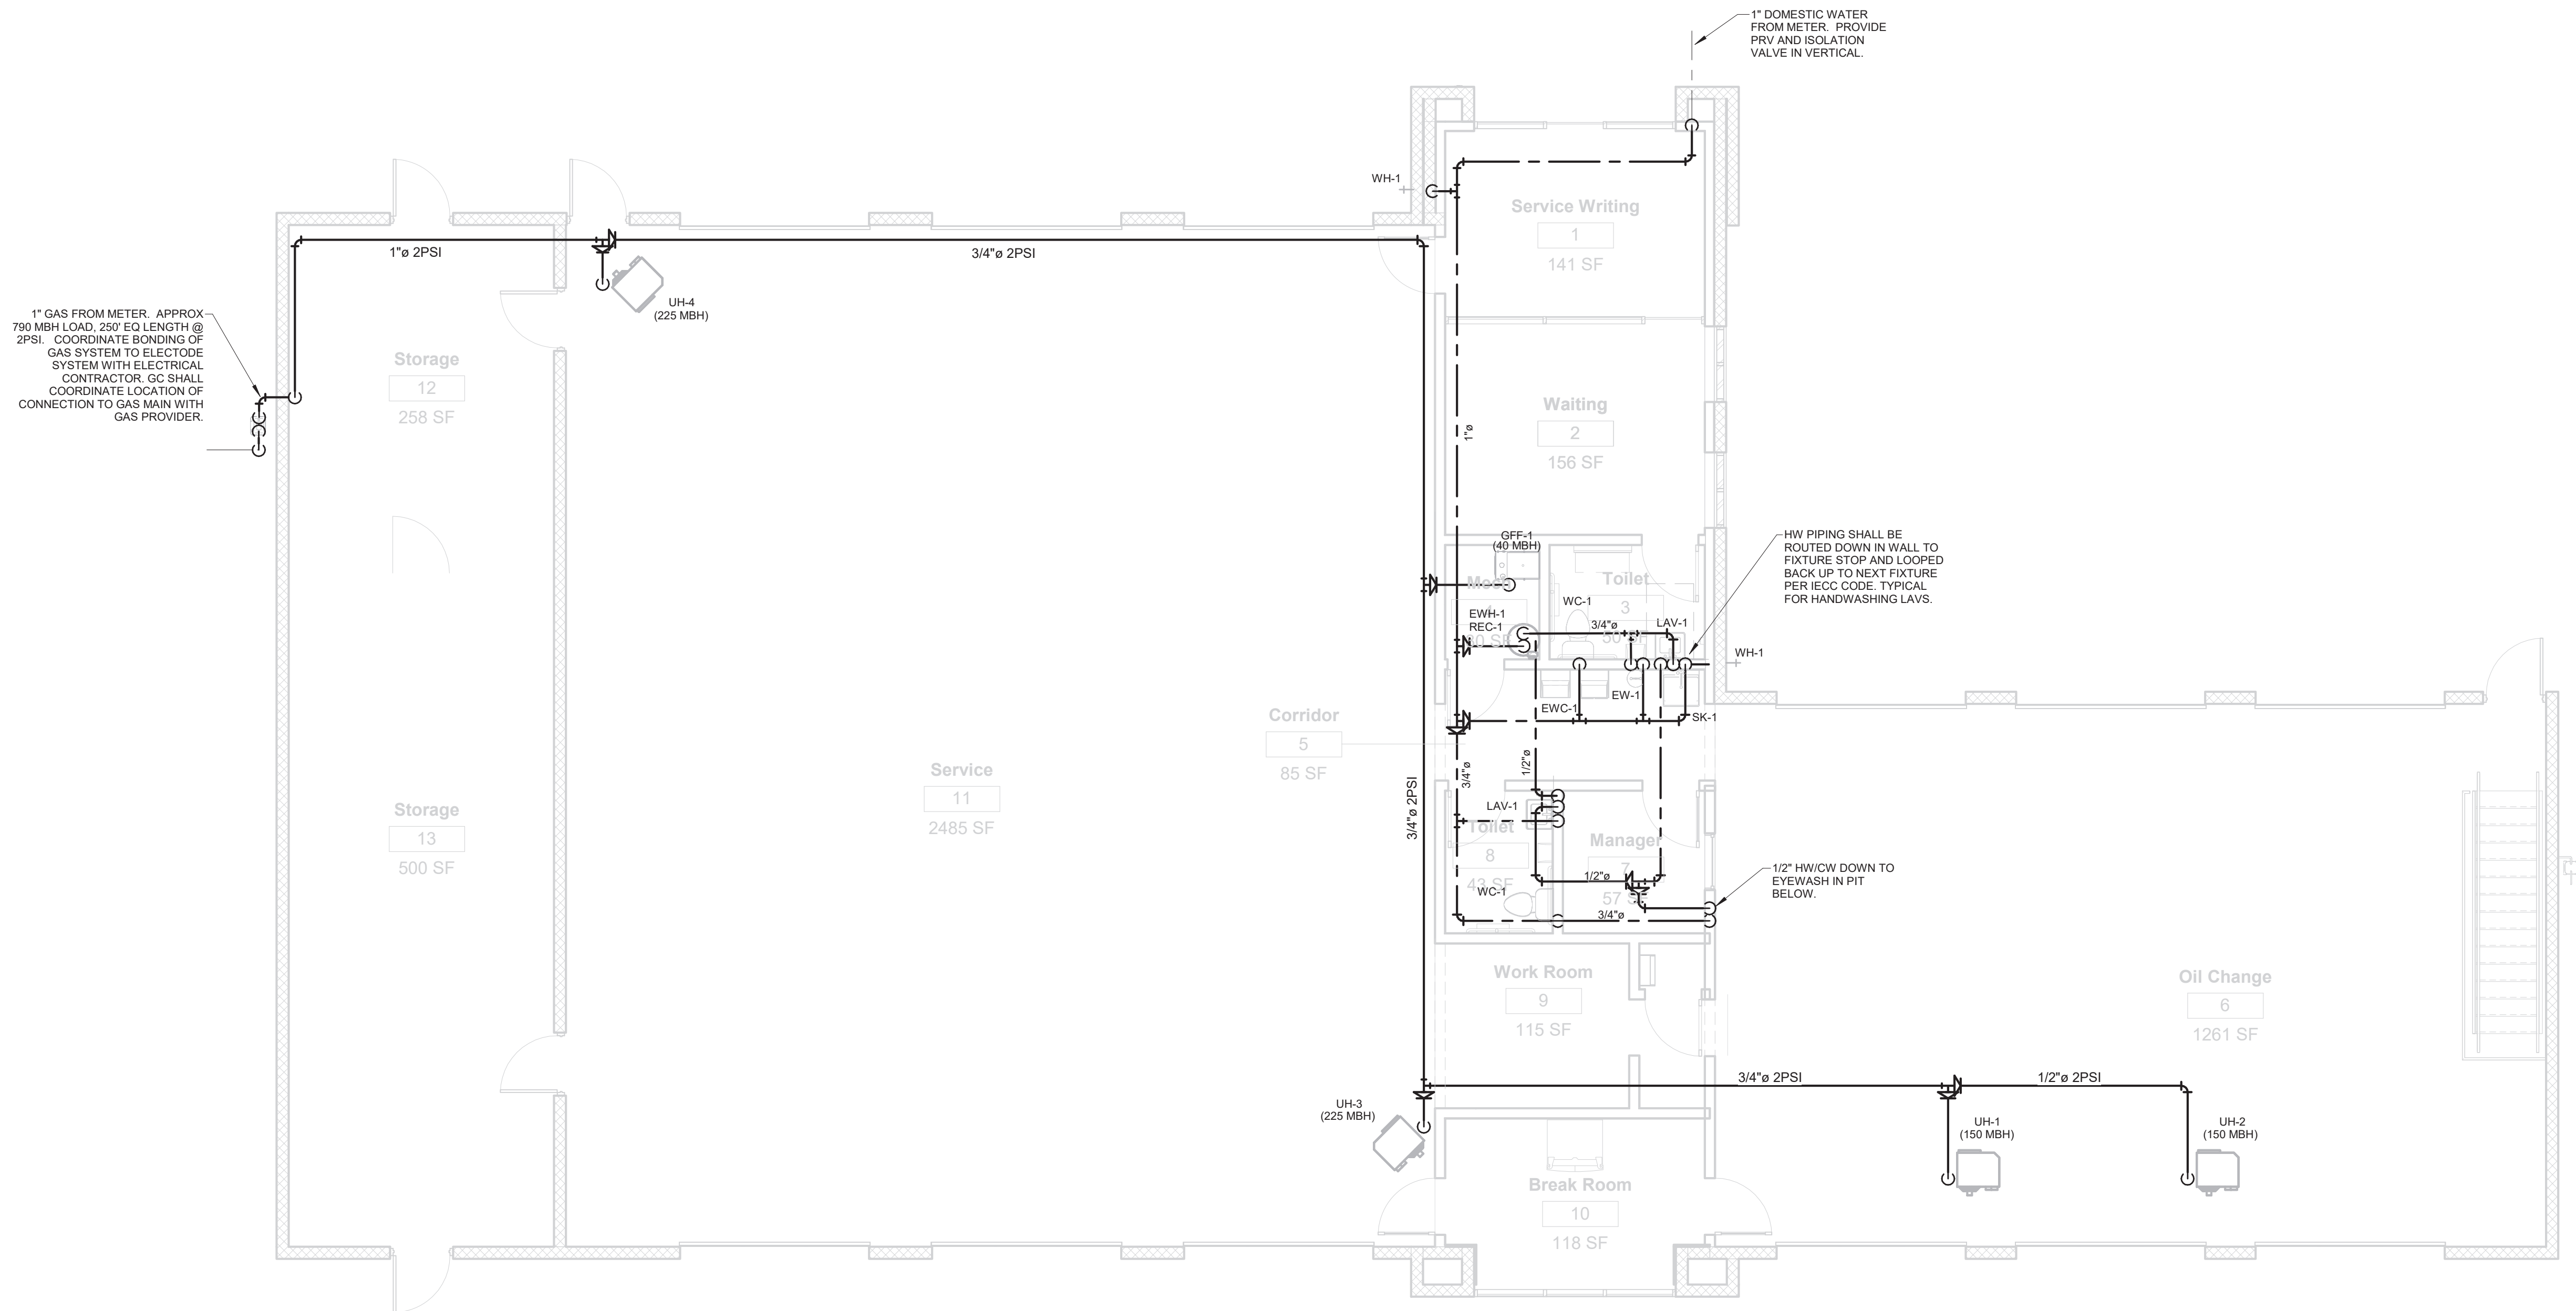 1" DOMESTIC WATER
FROM METER. PROVIDE
PRV AND ISOLATION
VALVE IN VERTICAL.
WH-1
Service Writing
1
141 SF
1"ø 2PSI
3/4"ø 2PSI
UH-4
(225 MBH)
1" GAS FROM METER. APPROX
790 MBH LOAD, 250' EQ LENGTH @
2PSI. COORDINATE BONDING OF
GAS SYSTEM TO ELECTODE
SYSTEM WITH ELECTRICAL
CONTRACTOR. GC SHALL
COORDINATE LOCATION OF
CONNECTION TO GAS MAIN WITH
GAS PROVIDER.
Storage
12
258 SF
Waiting
2
156 SF
1"ø
GFF-1
(40 MBH)
HW PIPING SHALL BE
ROUTED DOWN IN WALL TO
FIXTURE STOP AND LOOPED
BACK UP TO NEXT FIXTURE
PER IECC CODE. TYPICAL
FOR HANDWASHING LAVS.
Mech
4
Toilet
3
50 SF
WC-1
EWH-1
REC-1
3/4"ø
LAV-1
WH-1
EW-1
EWC-1
SK-1
Corridor
5
85 SF
Service
11
2485 SF
Storage
13
500 SF
3/4"ø 2PSI
3/4"ø
1/2"ø
LAV-1
Toilet
8
43 SF
WC-1
Manager
7
57 SF
1/2"ø
3/4"ø
1/2" HW/CW DOWN TO
EYEWASH IN PIT
BELOW.
Work Room
9
115 SF
Oil Change
6
1261 SF
3/4"ø 2PSI
1/2"ø 2PSI
UH-3
(225 MBH)
UH-1
(150 MBH)
UH-2
(150 MBH)
Break Room
10
118 SF